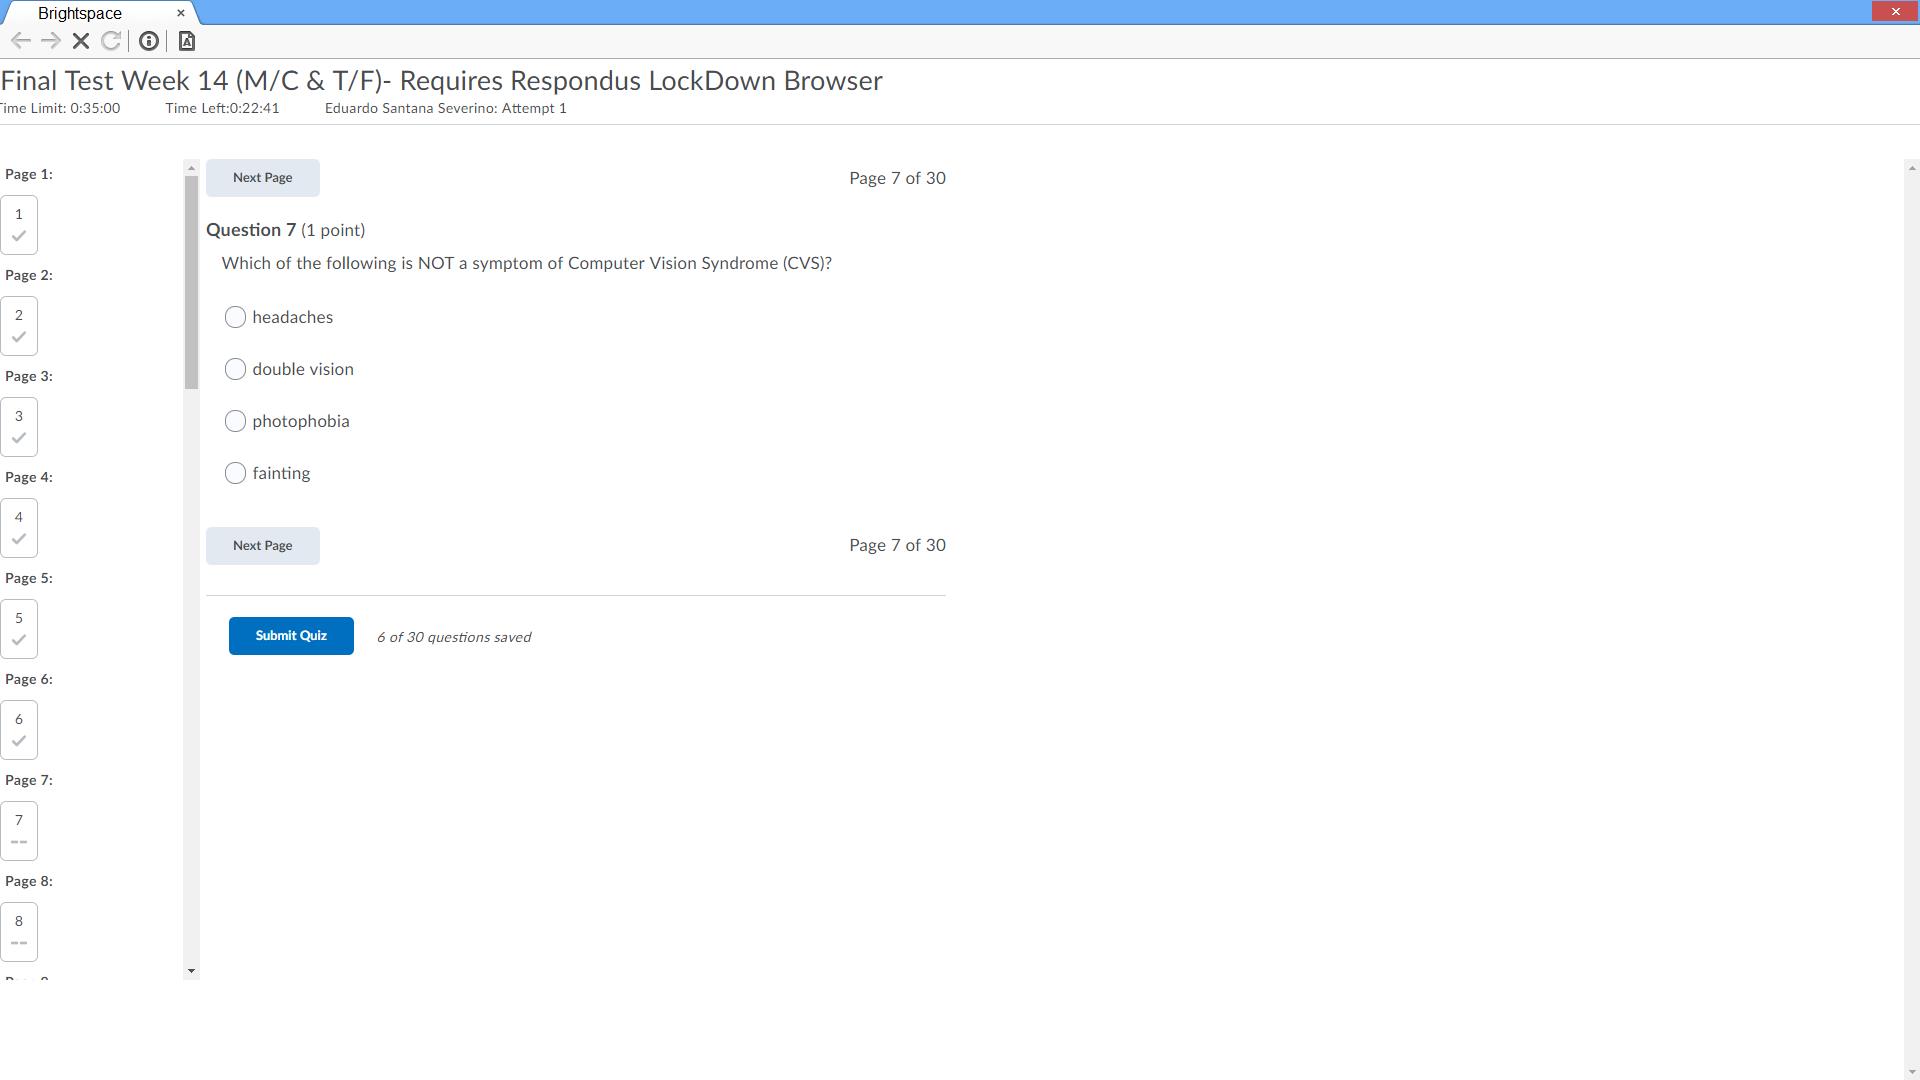 Brightspace
Final Test Week 14 (M/C & T/F)- Requires Respondus LockDown Browser
Time Limit: 0:35:00 Time Left:0:22:41 Eduardo Santana Severino: Attempt 1
Page 1:
1
Page 2:
2
Page 3:
3
Page 4:
4
Page 5:
5
Page 6:
6
Page 7:
7
--
Page 8:
8
--
Next Page Page 7 of 30
Question 7 (1 point)
Which of the following is NOT a symptom of Computer Vision Syndrome (CVS)?
headaches
double vision
photophobia
fainting
Next Page Page 7 of 30
Submit Quiz 6 of 30 questions saved